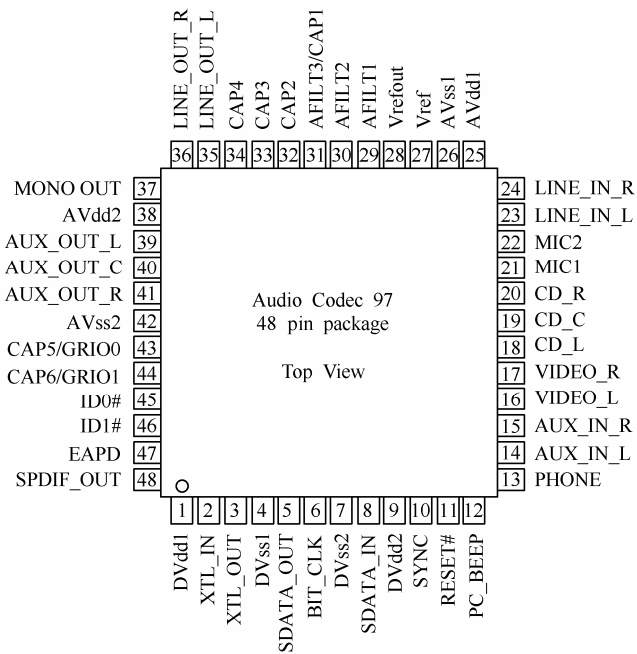 LINE_OUT_R
LINE_OUT_L
CAP4
CAP3
CAP2
AFILT3/CAP1
AFILT2
AFILT1
Vrefout
Vref
AVss1
AVdd1
36 35 34 33 32 31 30 29 28 27 26 25
MONO OUT 37
AVdd2 38
AUX_OUT_L 39
AUX_OUT_C 40
AUX_OUT_R 41
AVss2 42
CAP5/GRIO0 43
CAP6/GRIO1 44
ID0# 45
ID1# 46
EAPD 47
SPDIF_OUT 48
Audio Codec 97
48 pin package
Top View
24 LINE_IN_R
23 LINE_IN_L
22 MIC2
21 MIC1
20 CD_R
19 CD_C
18 CD_L
17 VIDEO_R
16 VIDEO_L
15 AUX_IN_R
14 AUX_IN_L
13 PHONE
1 2 3 4 5 6 7 8 9 10 11 12
DVdd1
XTL_IN
XTL_OUT
DVss1
SDATA_OUT
BIT_CLK
DVss2
SDATA_IN
DVdd2
SYNC
RESET#
PC_BEEP